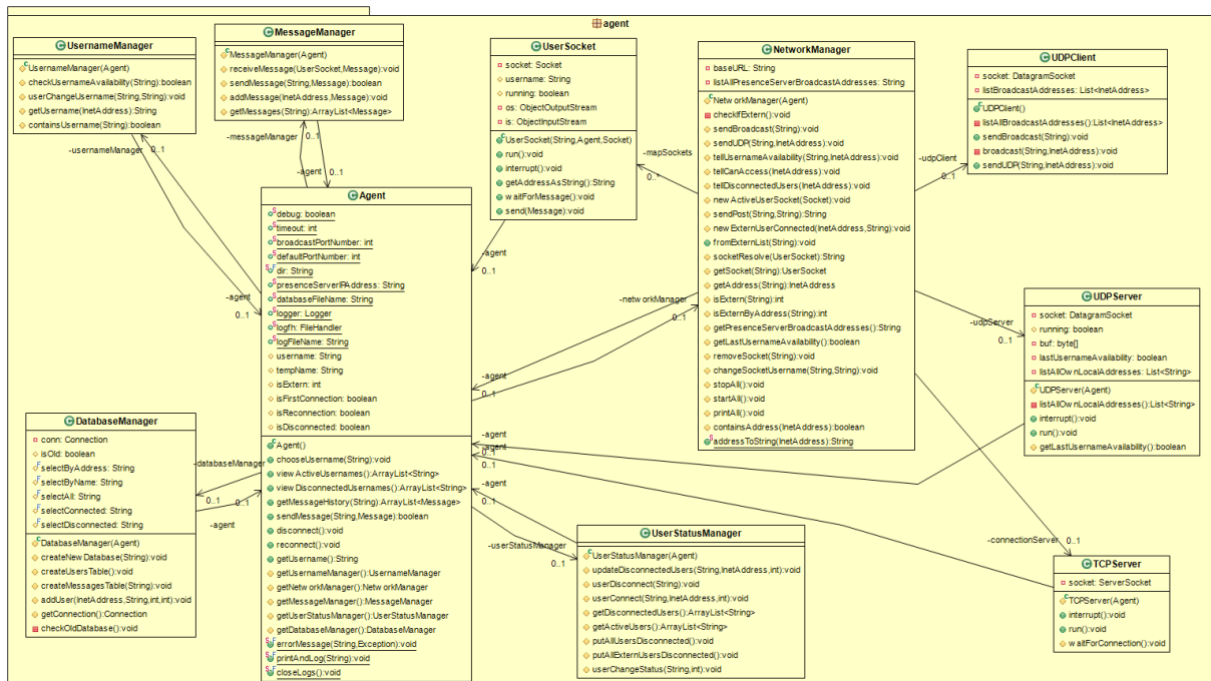 agent
UsernameManager
UsernameManager(Agent)
checkUsernameAvailability(String):boolean
userChangeUsername(String,String):void
getUsername(InetAddress):String
containsUsername(String):boolean
-usernameManager
0..1
-agent
0..1
MessageManager
MessageManager(Agent)
receiveMessage(UserSocket,Message):void
sendMessage(String,Message):boolean
addMessage(InetAddress,Message):void
getMessages(String):ArrayList<Message>
-messageManager
0..1
-agent
0..1
UserSocket
socket: Socket
username: String
running: boolean
os: ObjectOutputStream
is: ObjectInputStream
UserSocket(String,Agent,Socket)
run():void
interrupt():void
getAddressAsString():String
waitForMessage():void
send(Message):void
-mapSockets
0..*
-agent
0..1
NetworkManager
baseURL: String
listAllPresenceServerBroadcastAddresses: String
NetworkManager(Agent)
checkIfExtern():void
sendBroadcast(String):void
sendUDP(String,InetAddress):void
tellUsernameAvailability(String,InetAddress):void
tellCanAccess(InetAddress):void
tellDisconnectedUsers(InetAddress):void
newActiveUserSocket(Socket):void
sendPost(String,String):String
newExternUserConnected(InetAddress,String):void
fromExternList(String):void
socketResolve(UserSocket):String
getSocket(String):UserSocket
getAddress(String):InetAddress
isExtern(String):int
isExternByAddress(String):int
getPresenceServerBroadcastAddresses():String
getLastUsernameAvailability():boolean
removeSocket(String):void
changeSocketUsername(String,String):void
stopAll():void
startAll():void
printAll():void
containsAddress(InetAddress):boolean
addressToString(InetAddress):String
-udpClient
0..1
UDPClient
socket: DatagramSocket
listBroadcastAddresses: List<InetAddress>
UDPClient()
listAllBroadcastAddresses():List<InetAddress>
sendBroadcast(String):void
broadcast(String,InetAddress):void
sendUDP(String,InetAddress):void
Agent
debug: boolean
timeout: int
broadcastPortNumber: int
defaultPortNumber: int
dir: String
presenceServerIPAddress: String
databaseFileName: String
logger: Logger
logfh: FileHandler
logFileName: String
username: String
tempName: String
isExtern: int
isFirstConnection: boolean
isReconnection: boolean
isDisconnected: boolean
Agent()
chooseUsername(String):void
viewActiveUsernames():ArrayList<String>
viewDisconnectedUsernames():ArrayList<String>
getMessageHistory(String):ArrayList<Message>
sendMessage(String,Message):boolean
disconnect():void
reconnect():void
getUsername():String
getUsernameManager():UsernameManager
getNetworkManager():NetworkManager
getMessageManager():MessageManager
getUserStatusManager():UserStatusManager
getDatabaseManager():DatabaseManager
errorMessage(String,Exception):void
printAndLog(String):void
closeLogs():void
-networkManager
0..1
-agent
0..1
-agent
-agent
0..1
0..1
-agent
0..1
-udpServer
0..1
UDPServer
socket: DatagramSocket
running: boolean
buf: byte[]
lastUsernameAvailability: boolean
listAllOwnLocalAddresses: List<String>
UDPServer(Agent)
listAllOwnLocalAddresses():List<String>
interrupt():void
run():void
getLastUsernameAvailability():boolean
DatabaseManager
conn: Connection
isOld: boolean
selectByAddress: String
selectByName: String
selectAll: String
selectConnected: String
selectDisconnected: String
DatabaseManager(Agent)
createNewDatabase(String):void
createUsersTable():void
createMessagesTable(String):void
addUser(InetAddress,String,int,int):void
getConnection():Connection
checkOldDatabase():void
-databaseManager
0..1
0..1
-agent
-userStatusManager
0..1
UserStatusManager
UserStatusManager(Agent)
updateDisconnectedUsers(String,InetAddress,int):void
userDisconnect(String):void
userConnect(String,InetAddress,int):void
getDisconnectedUsers():ArrayList<String>
getActiveUsers():ArrayList<String>
putAllUsersDisconnected():void
putAllExternUsersDisconnected():void
userChangeStatus(String,int):void
-connectionServer
0..1
TCPServer
socket: ServerSocket
TCPServer(Agent)
interrupt():void
run():void
waitForConnection():void